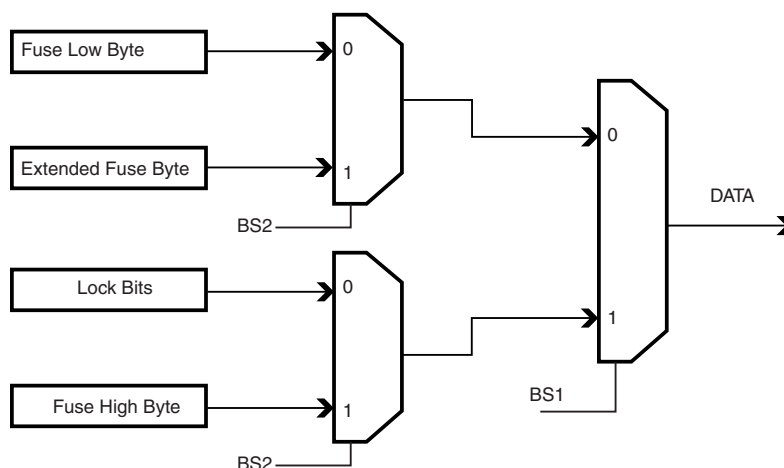 Fuse Low Byte
0
Extended Fuse Byte
1
BS2
0
DATA
Lock Bits
0
1
Fuse High Byte
1
BS1
BS2